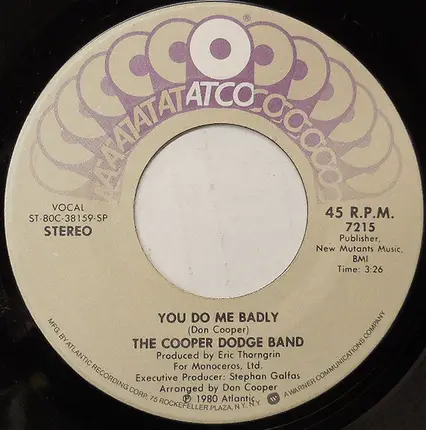 ATCO
VOCAL
ST-80C-38159-SP
STEREO
45 R.P.M.
7215
Publisher,
New Mutants Music,
BMI
Time: 3:26
YOU DO ME BADLY
(Don Cooper)
THE COOPER DODGE BAND
Produced by Eric Thorngrin
For Monoceros, Ltd.
Executive Producer: Stephan Galfas
Arranged by Don Cooper
℗ 1980 Atlantic
MFG. BY ATLANTIC RECORDING CORP. 75 ROCKEFELLER PLAZA, N.Y. N.Y. A WARNER COMMUNICATIONS COMPANY